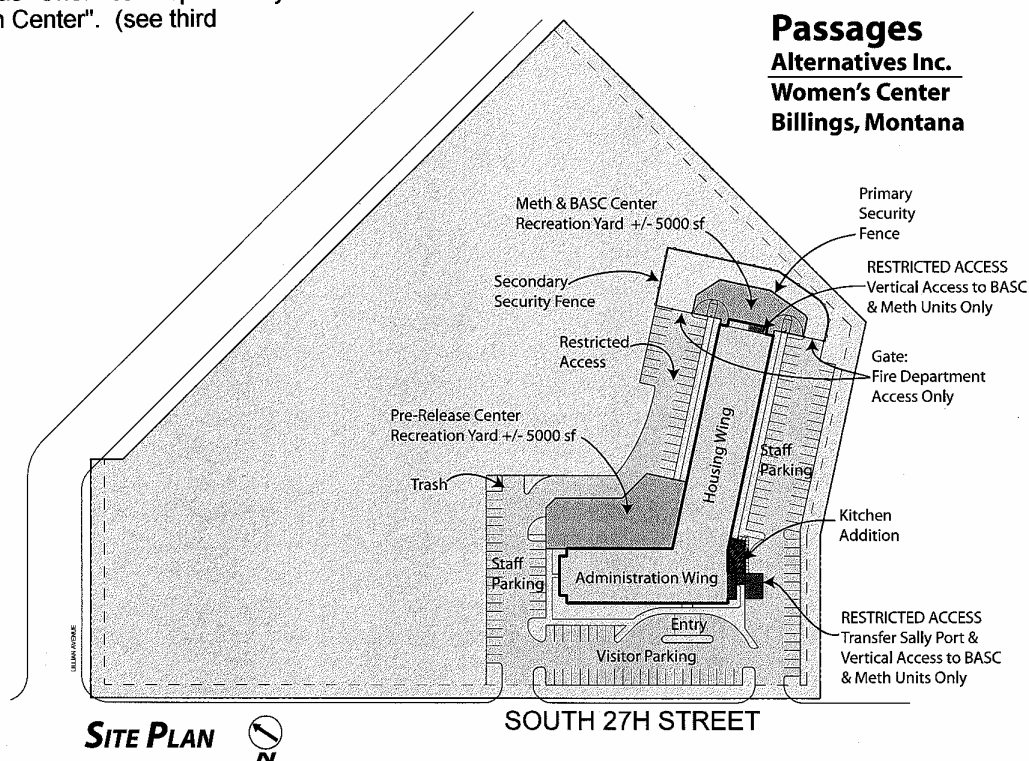 n Center". (see third
Passages
Alternatives Inc.
Women's Center
Billings, Montana
Meth & BASC Center
Recreation Yard +/- 5000 sf
Primary
Security
Fence
RESTRICTED ACCESS
Vertical Access to BASC
& Meth Units Only
Secondary
Security Fence
Restricted
Access
Gate:
Fire Department
Access Only
Pre-Release Center
Recreation Yard +/- 5000 sf
Housing Wing
Staff
Parking
Trash
Kitchen
Addition
Staff
Parking
Administration Wing
Entry
Visitor Parking
RESTRICTED ACCESS
Transfer Sally Port &
Vertical Access to BASC
& Meth Units Only
LILLIAN AVENUE
SOUTH 27H STREET
SITE PLAN
N